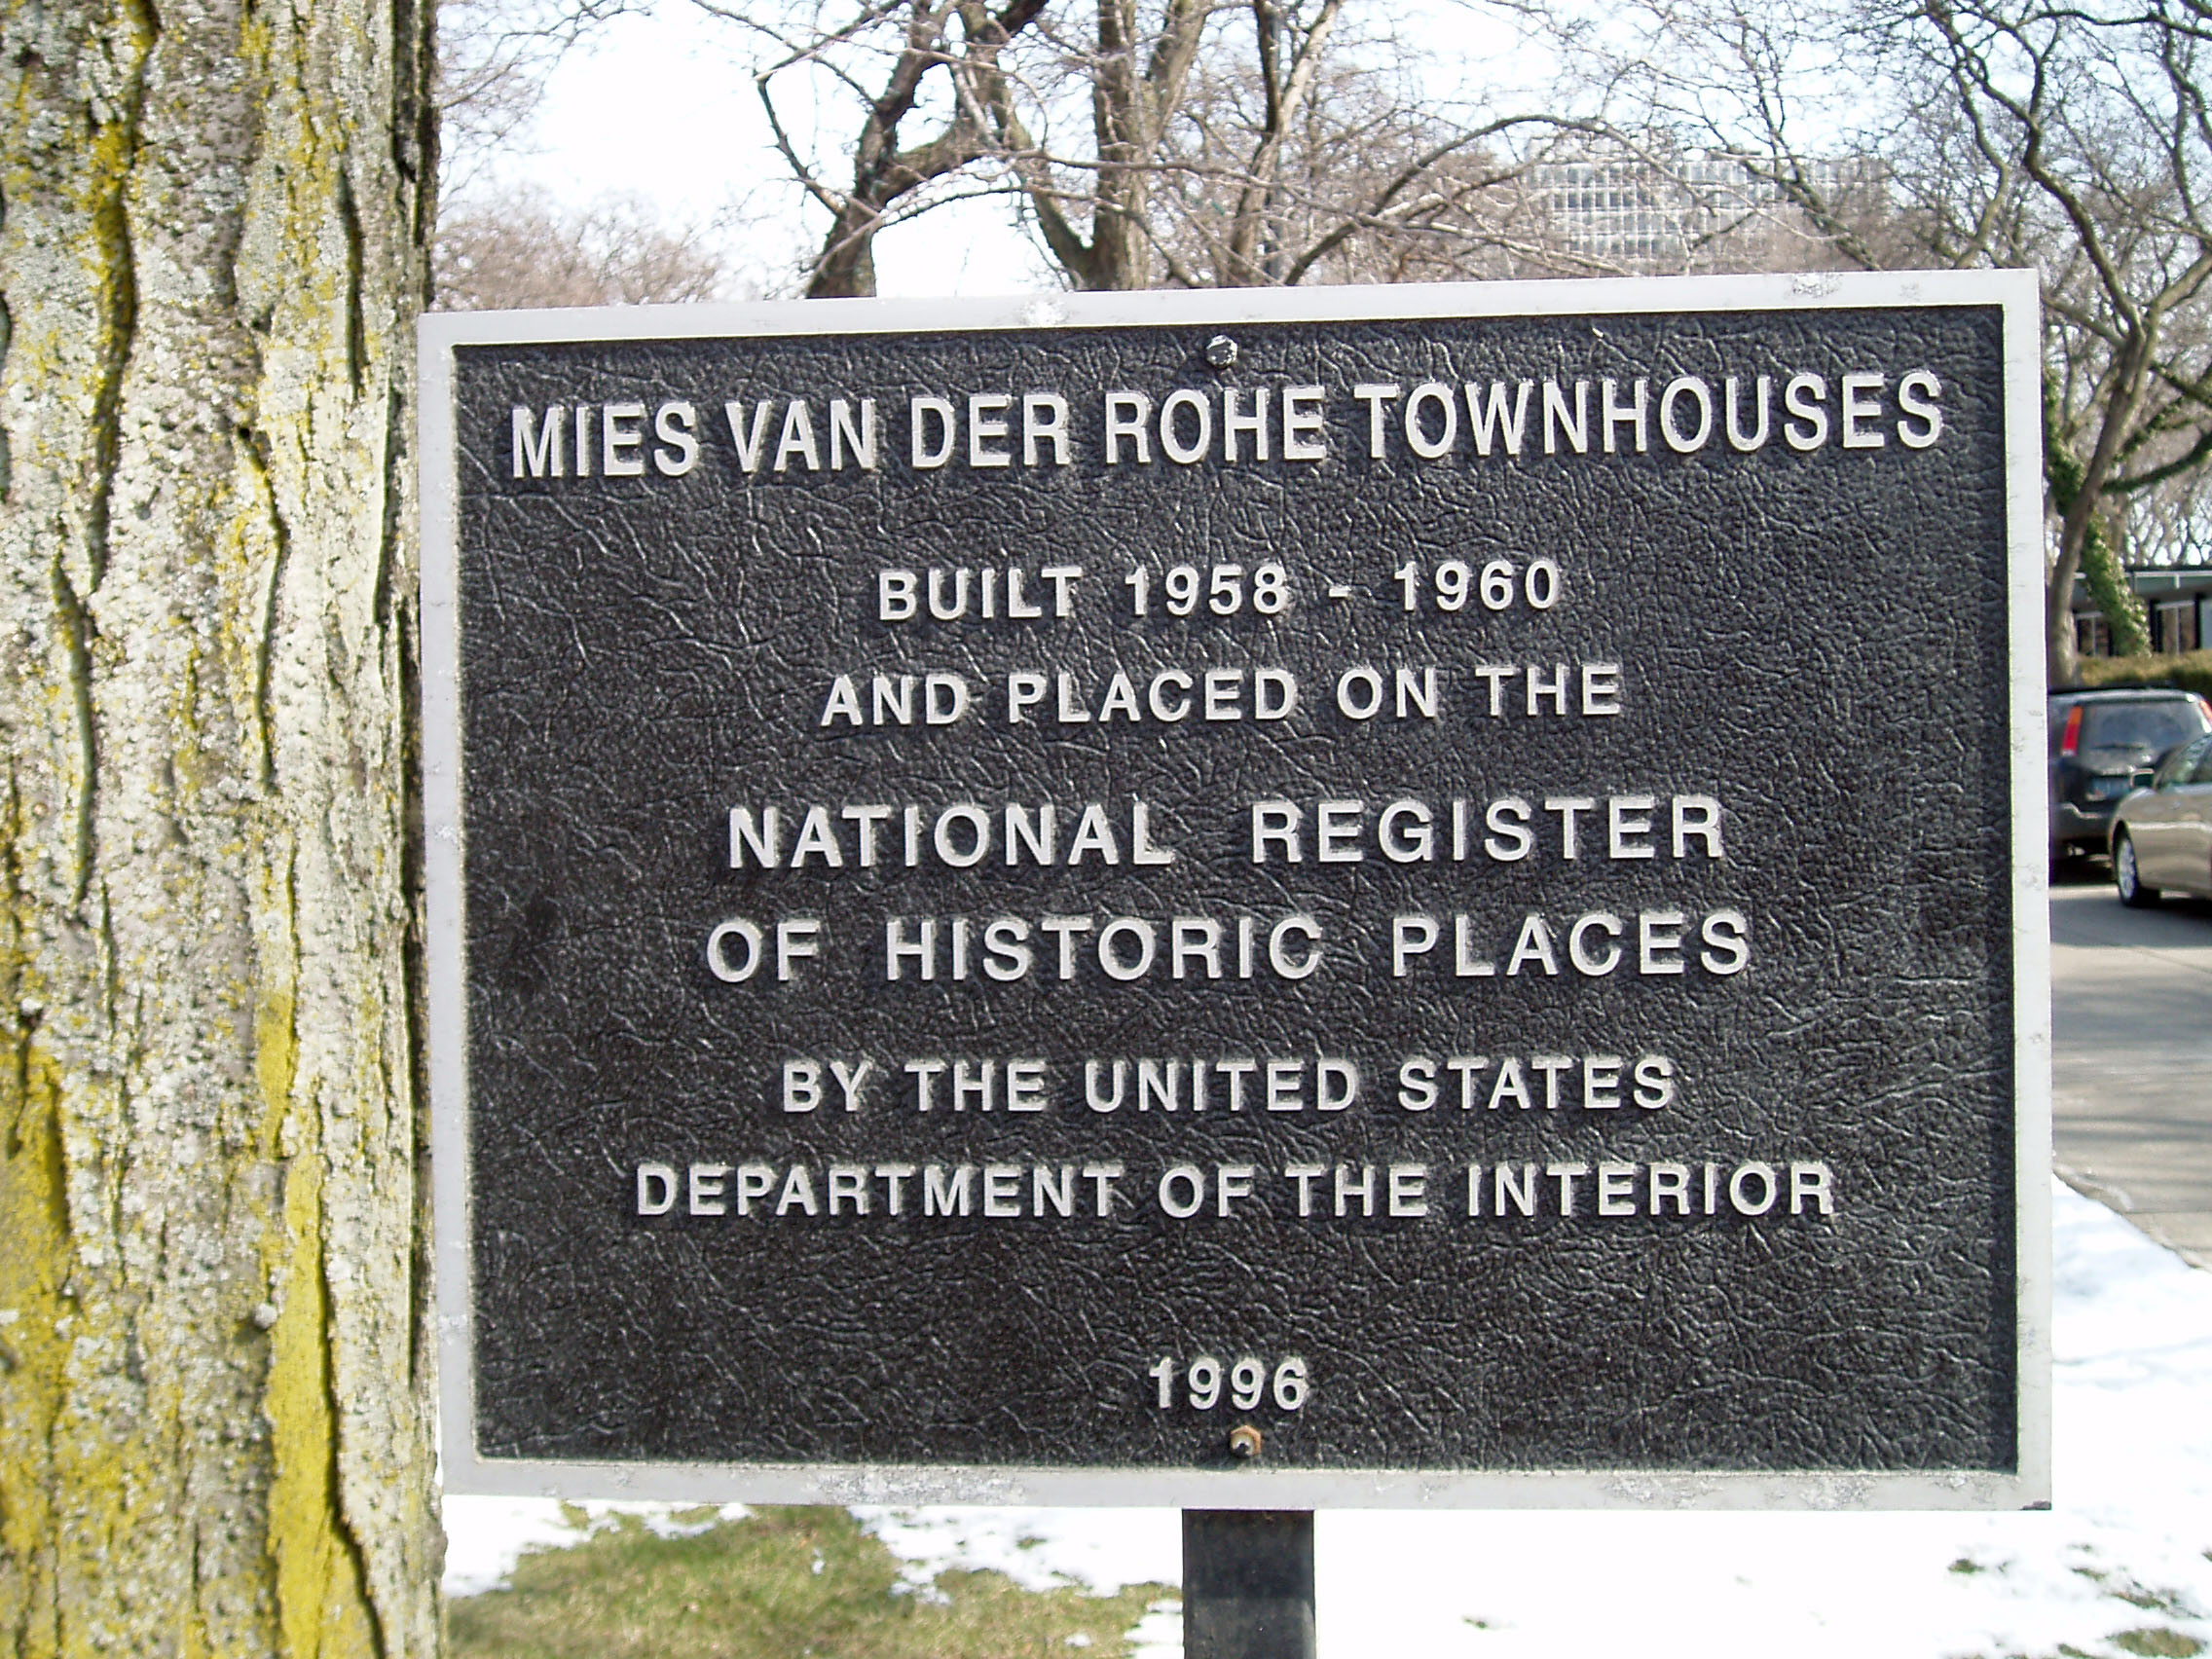 MIES VAN DER ROHE TOWNHOUSES
BUILT 1958 - 1960
AND PLACED ON THE
NATIONAL REGISTER
OF HISTORIC PLACES
BY THE UNITED STATES
DEPARTMENT OF THE INTERIOR
1996